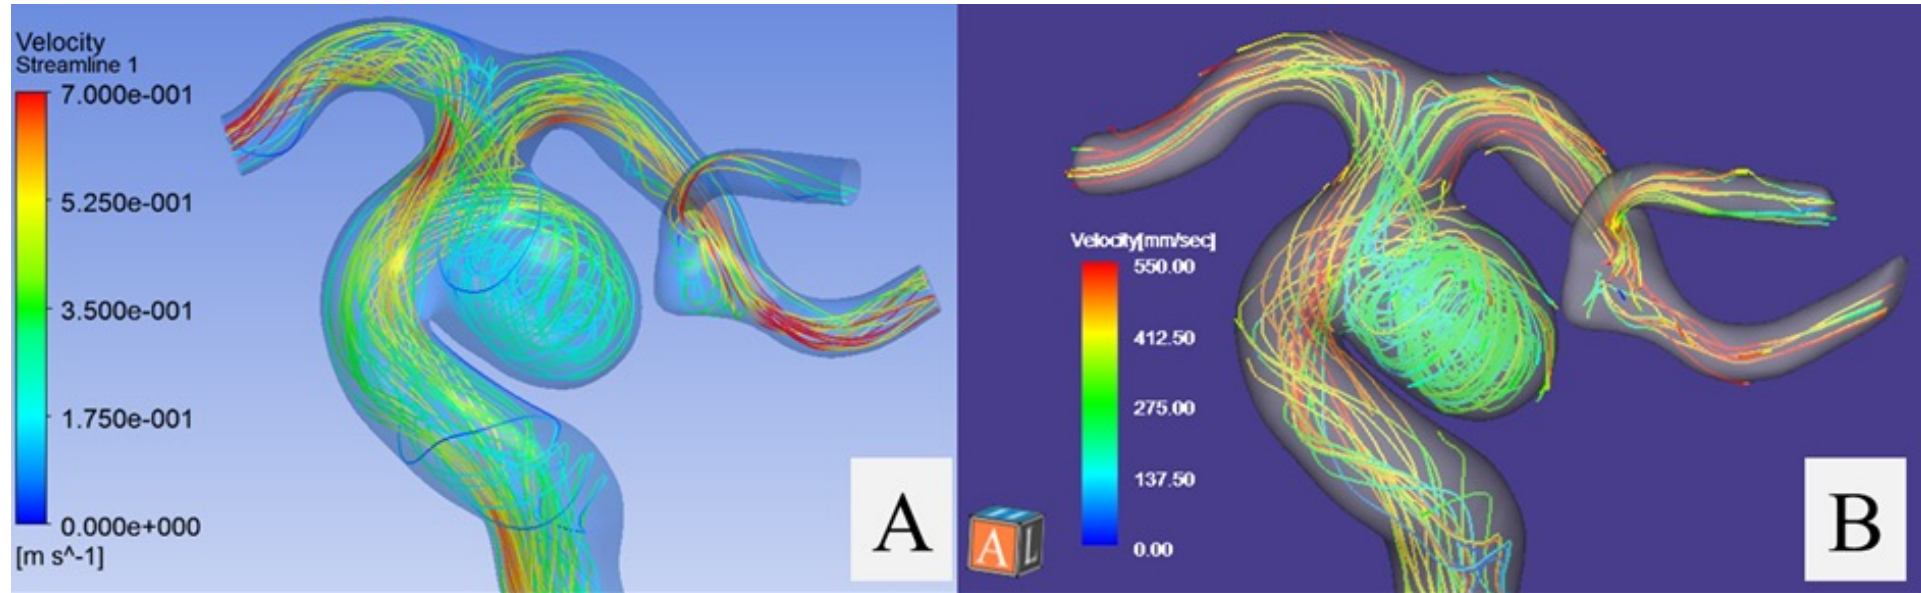 Velocity
Streamline 1
7.000e-001
5.250e-001
3.500e-001
1.750e-001
0.000e+000
[m s^-1]
A
Velocity[mm/sec]
550.00
412.50
275.00
137.50
0.00
A L
B